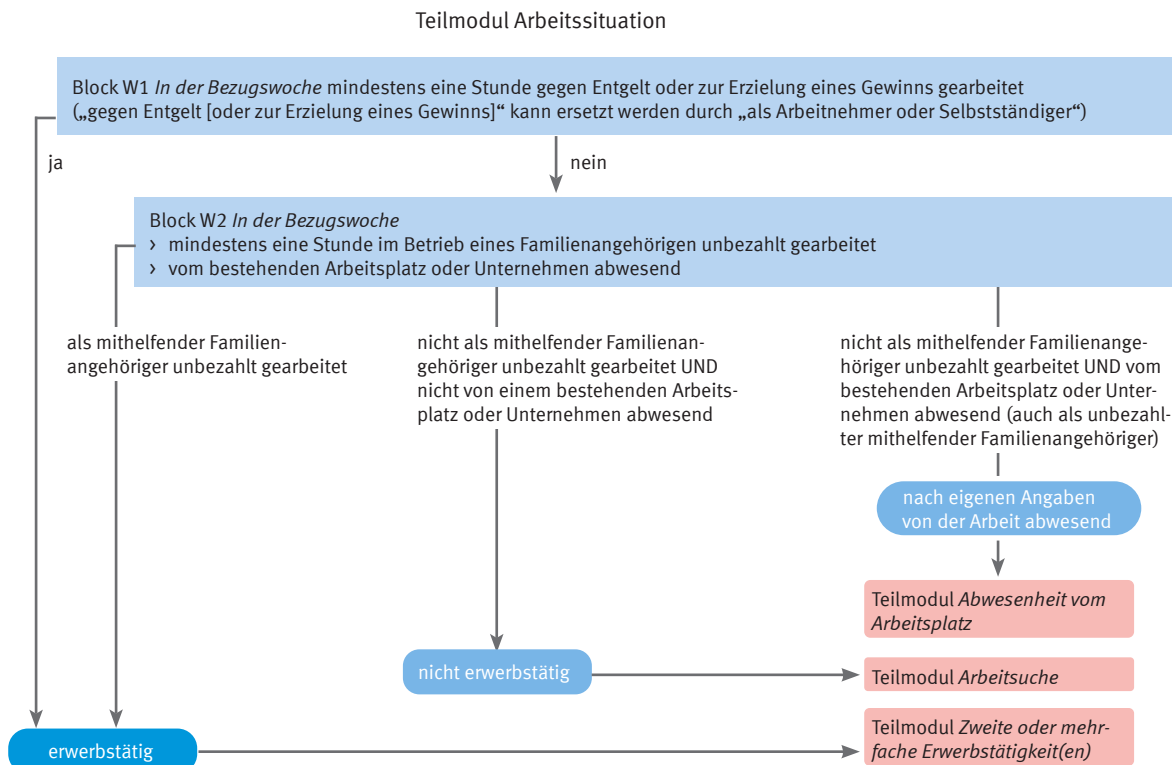 Teilmodul Arbeitssituation
Block W1 In der Bezugswoche mindestens eine Stunde gegen Entgelt oder zur Erzielung eines Gewinns gearbeitet
(„gegen Entgelt [oder zur Erzielung eines Gewinns]“ kann ersetzt werden durch „als Arbeitnehmer oder Selbstständiger“)
ja
nein
Block W2 In der Bezugswoche
› mindestens eine Stunde im Betrieb eines Familienangehörigen unbezahlt gearbeitet
› vom bestehenden Arbeitsplatz oder Unternehmen abwesend
als mithelfender Familien-
angehöriger unbezahlt gearbeitet
nicht als mithelfender Familienan-
gehöriger unbezahlt gearbeitet UND
nicht von einem bestehenden Arbeits-
platz oder Unternehmen abwesend
nicht als mithelfender Familienange-
höriger unbezahlt gearbeitet UND vom
bestehenden Arbeitsplatz oder Unter-
nehmen abwesend (auch als unbezahl-
ter mithelfender Familienangehöriger)
nach eigenen Angaben
von der Arbeit abwesend
Teilmodul Abwesenheit vom
Arbeitsplatz
nicht erwerbstätig
Teilmodul Arbeitsuche
erwerbstätig
Teilmodul Zweite oder mehr-
fache Erwerbstätigkeit(en)